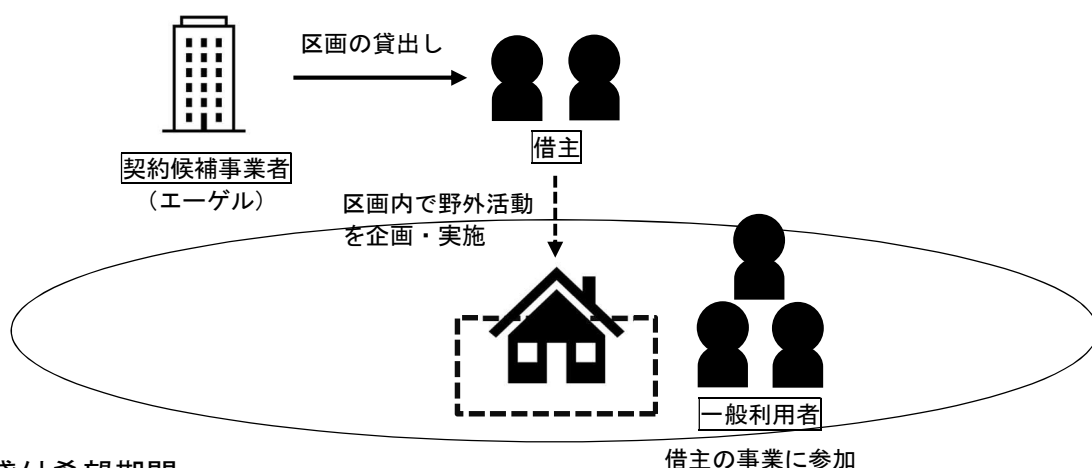 区画の貸出し
契約候補事業者
（エーゲル）
借主
区画内で野外活動
を企画・実施
一般利用者
借主の事業に参加